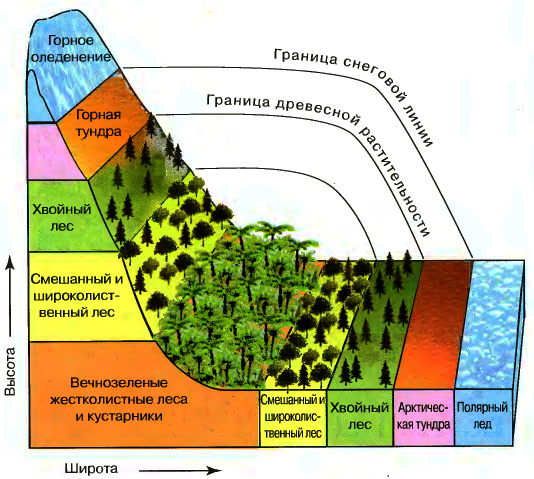 Горное
оледенение
Граница снеговой линии
Граница древесной растительности
Горная
тундра
Хвойный
лес
Смешанный и
широколист-
венный лес
Вечнозеленые
жестколистные леса
и кустарники
Смешанный и
широколис-
твенный лес
Хвойный
лес
Арктичес-
кая тундра
Полярный
лед
Высота
Широта